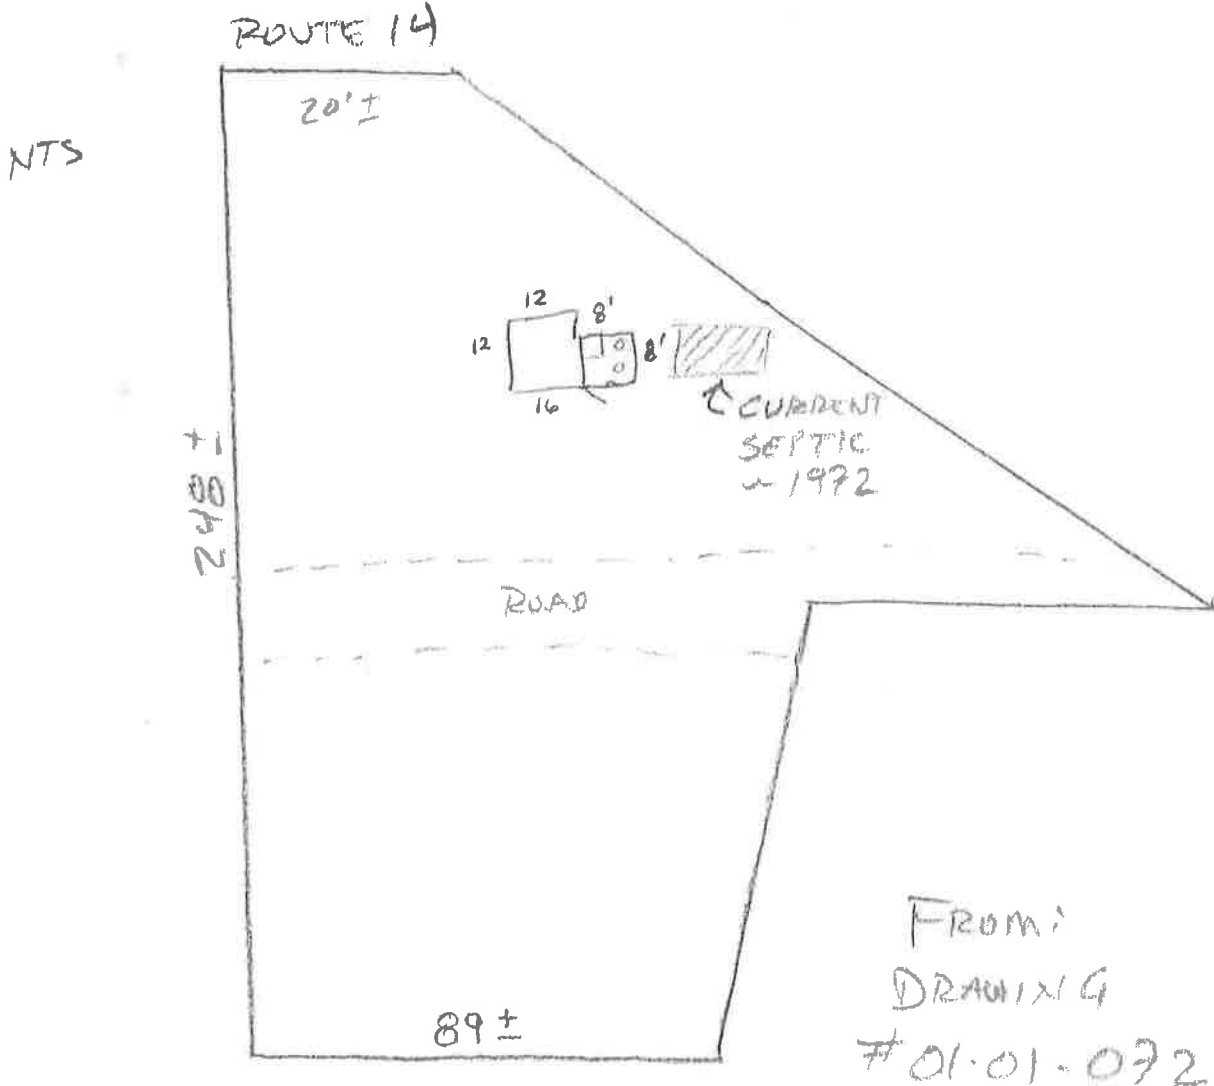 ROUTE 14
20' ±
NTS
12
8'
12
8'
16
CURRENT
SEPTIC
~ 1972
ROAD
FROM:
DRAWING
#01.01.072
89 ±